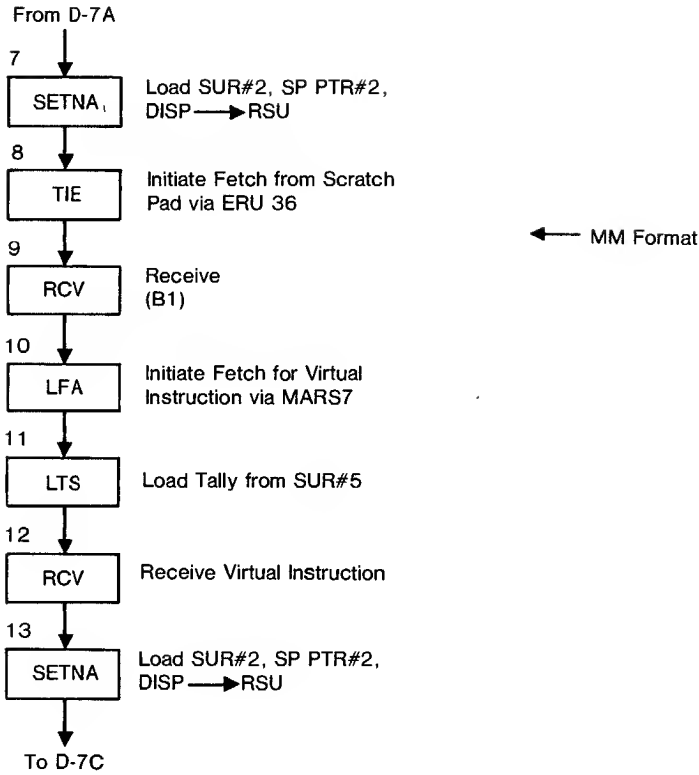 From D-7A
7
SETNA
Load SUR#2, SP PTR#2,
DISP → RSU
8
TIE
Initiate Fetch from Scratch
Pad via ERU 36
← MM Format
9
RCV
Receive
(B1)
10
LFA
Initiate Fetch for Virtual
Instruction via MARS7
11
LTS
Load Tally from SUR#5
12
RCV
Receive Virtual Instruction
13
SETNA
Load SUR#2, SP PTR#2,
DISP → RSU
To D-7C